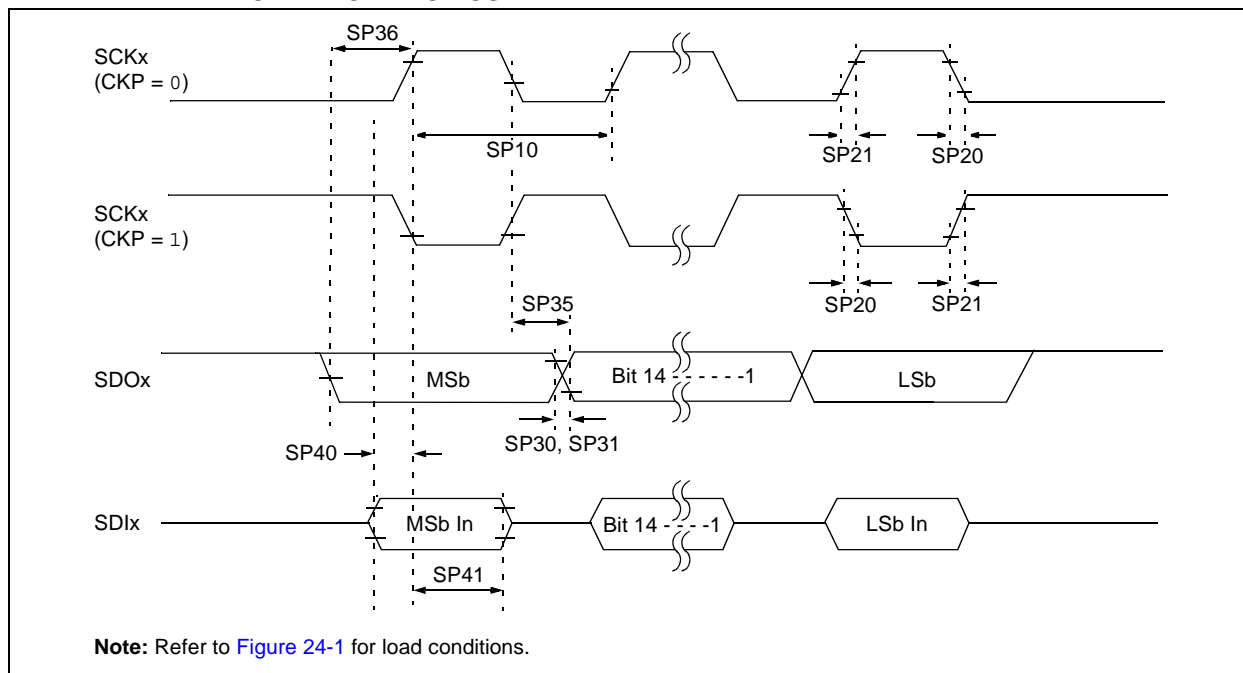 SP36
SCKx
(CKP = 0)
SP10
SP21
SP20
SCKx
(CKP = 1)
SP35
SP20
SP21
SDOx
MSb
Bit 14 - - - - - -1
LSb
SP30, SP31
SP40
SDIx
MSb In
Bit 14 - - - -1
LSb In
SP41
Note: Refer to Figure 24-1 for load conditions.